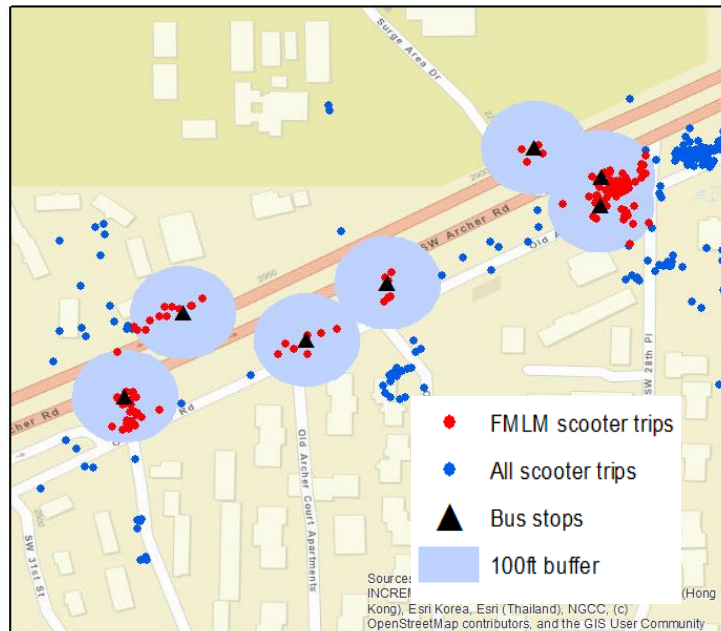 Surge Area Dr
2900
SW Archer Rd
Old A
2950
SW 28th Pl
cher Rd
Rd
Old Archer Court Apartments
SW 31st St
2900
FMLM scooter trips
All scooter trips
Bus stops
100ft buffer
Sources
INCREM
(Hong
Kong), Esri Korea, Esri (Thailand), NGCC, (c)
OpenStreetMap contributors, and the GIS User Community